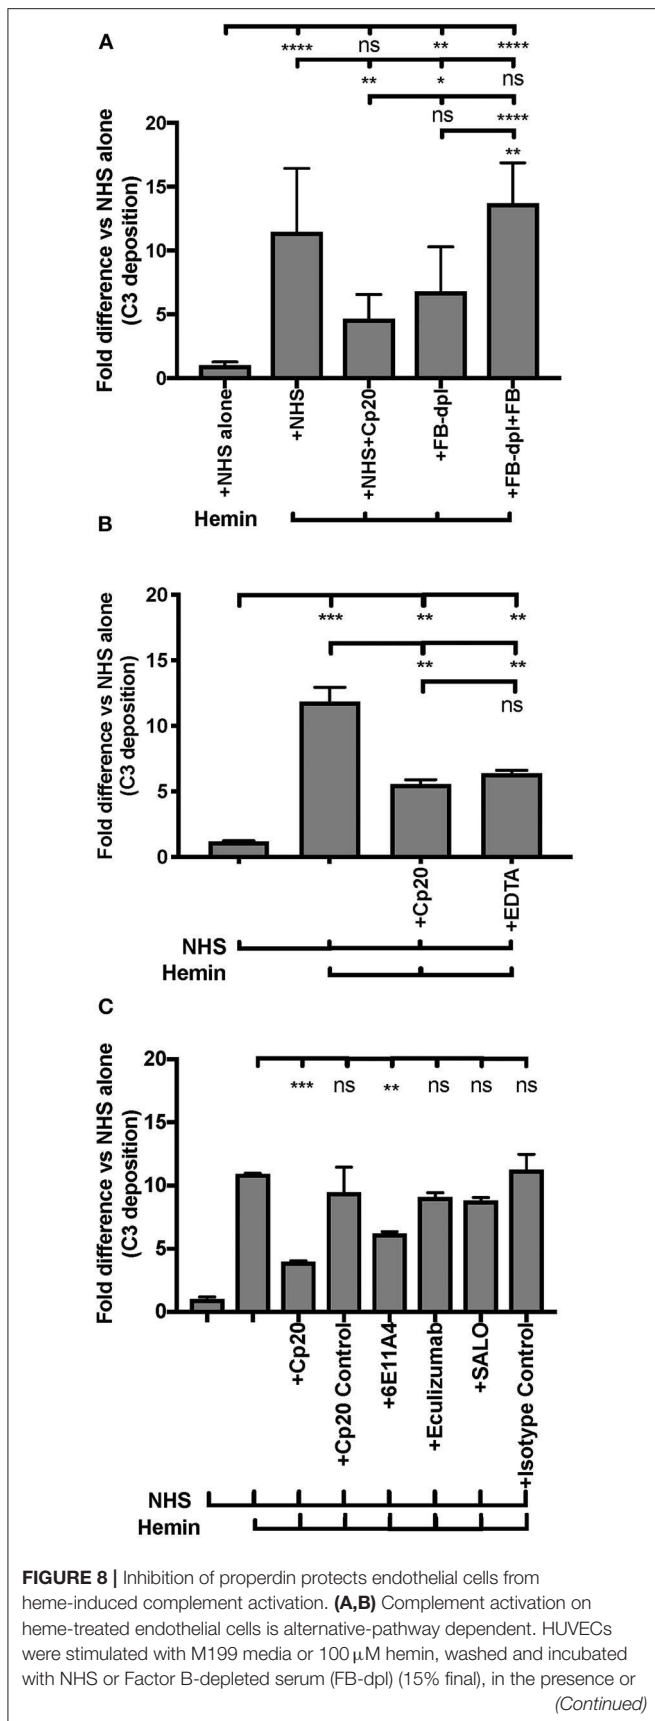 A
**** ns ** ****
** * ns
ns ****
**
20
15
10
5
0
Fold difference vs NHS alone
(C3 deposition)
+NHS alone
+NHS
+NHS+Cp20
+FB-dpl
+FB-dpl+FB
Hemin
B
20
15
10
5
0
*** ** **
** **
ns
Fold difference vs NHS alone
(C3 deposition)
+Cp20
+EDTA
NHS
Hemin
C
20
15
10
5
0
*** ns ** ns ns ns
Fold difference vs NHS alone
(C3 deposition)
+Cp20
+Cp20 Control
+6E11A4
+Eculizumab
+SALO
+Isotype Control
NHS
Hemin
FIGURE 8 | Inhibition of properdin protects endothelial cells from
heme-induced complement activation. (A,B) Complement activation on
heme-treated endothelial cells is alternative-pathway dependent. HUVECs
were stimulated with M199 media or 100 μM hemin, washed and incubated
with NHS or Factor B-depleted serum (FB-dpl) (15% final), in the presence or
(Continued)